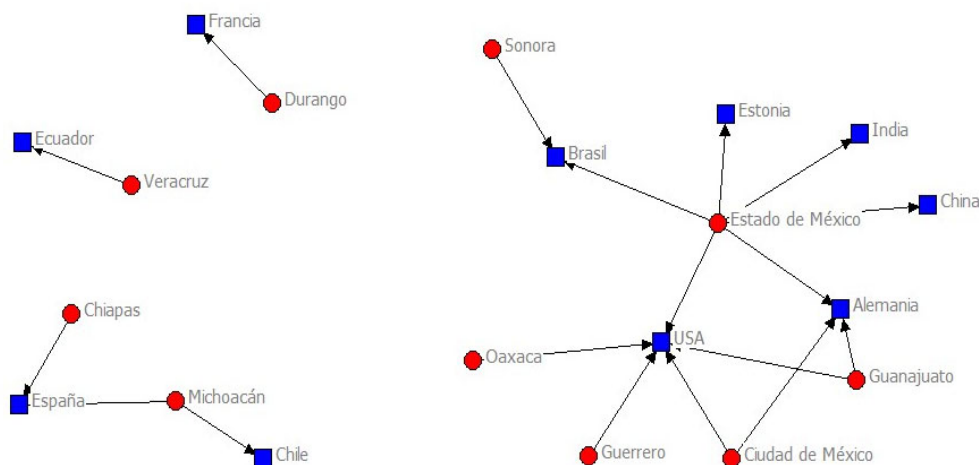 Francia
Durango
Ecuador
Veracruz
Chiapas
España
Michoacán
Chile
Sonora
Brasil
Estonia
India
China
Estado de México
Alemania
USA
Oaxaca
Guanajuato
Guerrero
Ciudad de México